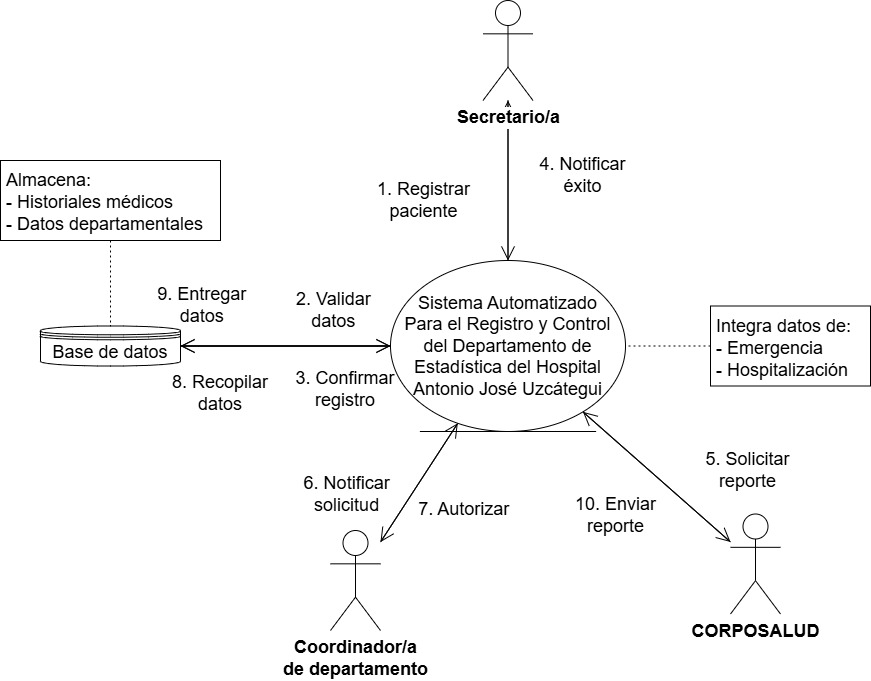 Secretario/a
4. Notificar
éxito
1. Registrar
paciente
Almacena:
- Historiales médicos
- Datos departamentales
9. Entregar
datos
2. Validar
datos
Base de datos
8. Recopilar
datos
3. Confirmar
registro
Sistema Automatizado
Para el Registro y Control
del Departamento de
Estadística del Hospital
Antonio José Uzcátegui
Integra datos de:
- Emergencia
- Hospitalización
6. Notificar
solicitud
7. Autorizar
5. Solicitar
reporte
10. Enviar
reporte
Coordinador/a
de departamento
CORPOSALUD